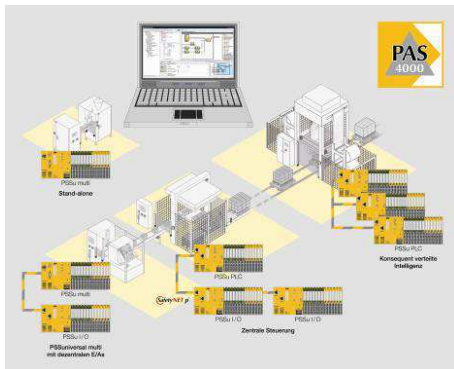 PAS
4000
PSSu multi
Stand-alone
PSSu PLC
Konsequent verteilte
Intelligenz
PSSu multi
PSSu PLC
SafetyNET p
PSSu I/O
PSSu I/O
PSSu I/O
Zentrale Steuerung
PSSuniversal multi
mit dezentralen E/As